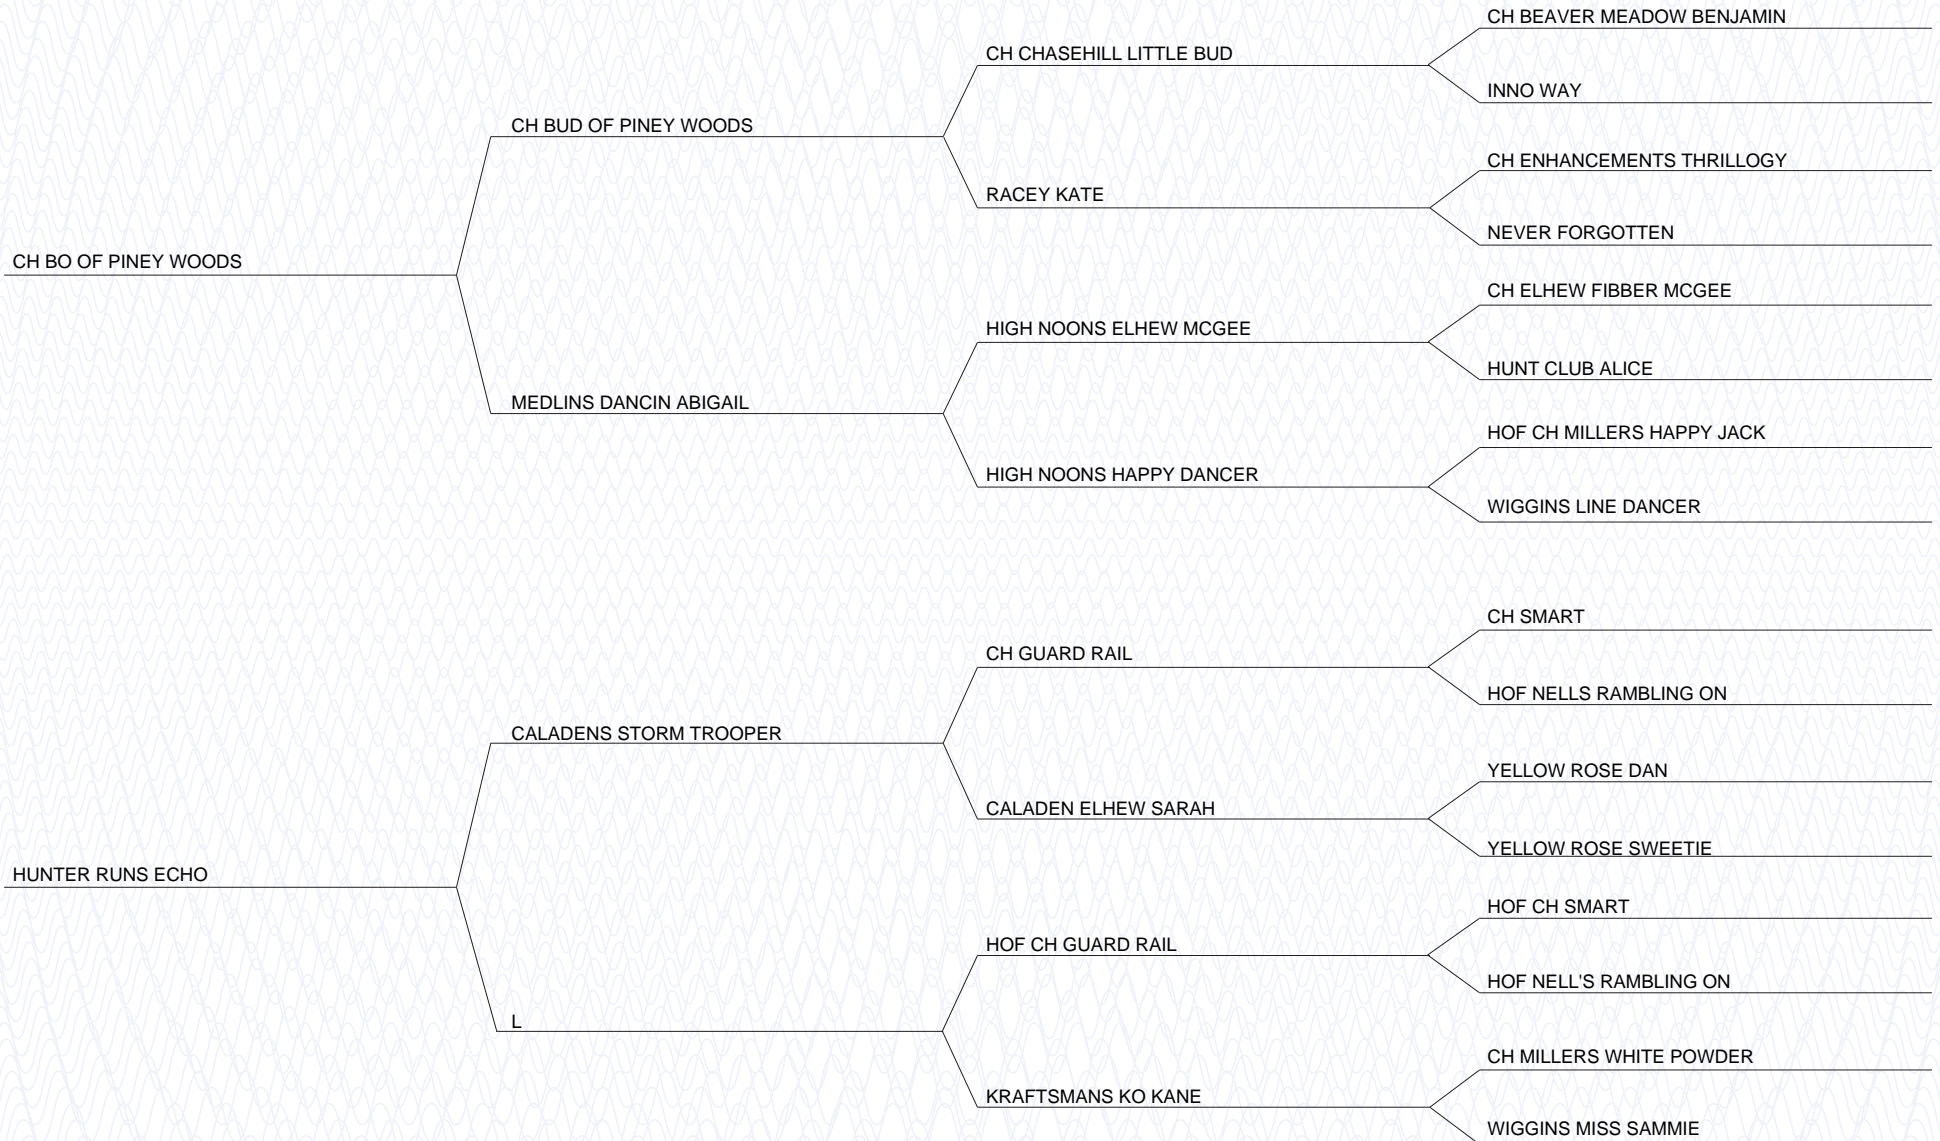 CH BEAVER MEADOW BENJAMIN
CH CHASEHILL LITTLE BUD
INNO WAY
CH BUD OF PINEY WOODS
CH ENHANCEMENTS THRILLOGY
RACEY KATE
NEVER FORGOTTEN
CH BO OF PINEY WOODS
CH ELHEW FIBBER MCGEE
HIGH NOONS ELHEW MCGEE
HUNT CLUB ALICE
MEDLINS DANCIN ABIGAIL
HOF CH MILLERS HAPPY JACK
HIGH NOONS HAPPY DANCER
WIGGINS LINE DANCER
CH SMART
CH GUARD RAIL
HOF NELLS RAMBLING ON
CALADENS STORM TROOPER
YELLOW ROSE DAN
CALADEN ELHEW SARAH
YELLOW ROSE SWEETIE
HUNTER RUNS ECHO
HOF CH SMART
HOF CH GUARD RAIL
HOF NELL'S RAMBLING ON
L
CH MILLERS WHITE POWDER
KRAFTSMANS KO KANE
WIGGINS MISS SAMMIE